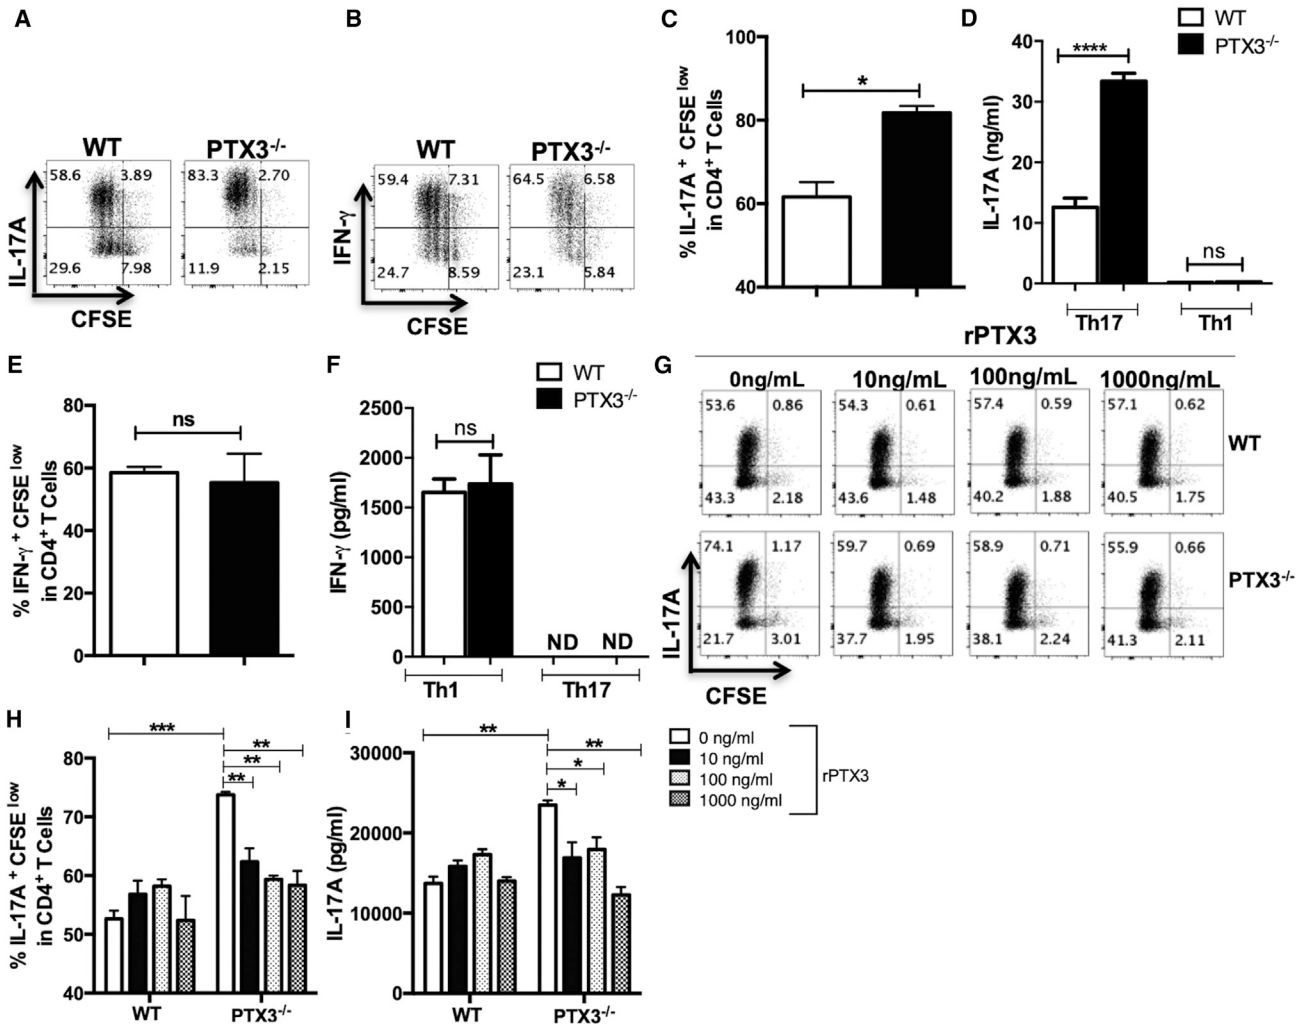 A
WT
PTX3-/-
58.6 3.89
29.6 7.98
83.3 2.70
11.9 2.15
IL-17A
CFSE
B
WT
PTX3-/-
59.4 7.31
24.7 8.59
64.5 6.58
23.1 5.84
IFN-γ
CFSE
C
% IL-17A + CFSE low
in CD4+ T Cells
100
80
60
40
*
D
WT
PTX3-/-
IL-17A (ng/ml)
40
30
20
10
0
****
ns
Th17
Th1
E
% IFN-γ + CFSE low
in CD4+ T Cells
80
60
40
20
0
ns
F
WT
PTX3-/-
IFN-γ (pg/ml)
2500
2000
1500
1000
500
0
ns
ND ND
Th1
Th17
G
rPTX3
0ng/mL 10ng/mL 100ng/mL 1000ng/mL
53.6 0.86
43.3 2.18
54.3 0.61
43.6 1.48
57.4 0.59
40.2 1.88
57.1 0.62
40.5 1.75
WT
74.1 1.17
21.7 3.01
59.7 0.69
37.7 1.95
58.9 0.71
38.1 2.24
55.9 0.66
41.3 2.11
PTX3-/-
IL-17A
CFSE
H
% IL-17A + CFSE low
in CD4+ T Cells
80
70
60
50
40
***
**
**
**
WT
PTX3-/-
I
IL-17A (pg/ml)
30000
20000
10000
0
**
**
*
*
WT
PTX3-/-
0 ng/ml
10 ng/ml
100 ng/ml
1000 ng/ml
rPTX3